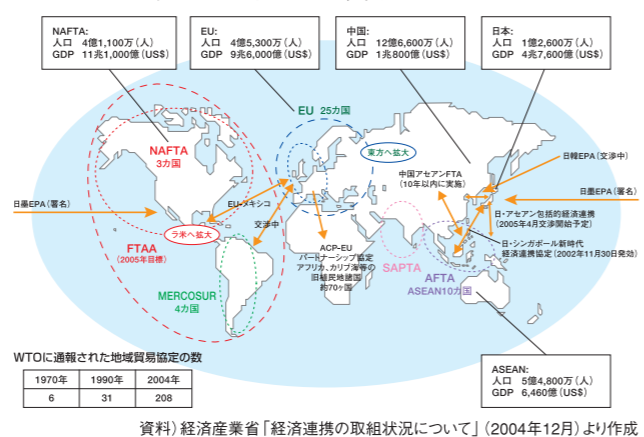 NAFTA:
人口 4億1,100万(人)
GDP 11兆1,000億(US$)
EU:
人口 4億5,300万(人)
GDP 9兆6,000億(US$)
中国:
人口 12億6,600万(人)
GDP 1兆800億(US$)
日本:
人口 1億2,600万(人)
GDP 4兆7,600億(US$)
EU 25カ国
NAFTA
3カ国
東方へ拡大
中国アセアンFTA
(10年以内に実施)
日韓EPA(交渉中)
日墨EPA(署名)
日墨EPA(署名)
EU-メキシコ
交渉中
ラ米へ拡大
FTAA
(2005年目標)
日・アセアン包括的経済連携
(2005年4月交渉開始予定)
日・シンガポール新時代
経済連携協定(2002年11月30日発効)
ACP-EU
パートナーシップ協定
アフリカ、カリブ海等の
旧植民地諸国
約70ヶ国
SAPTA
AFTA
ASEAN10カ国
MERCOSUR
4カ国
WTOに通報された地域貿易協定の数
1970年 1990年 2004年
6 31 208
ASEAN:
人口 5億4,800万(人)
GDP 6,460億(US$)
資料)経済産業省「経済連携の取組状況について」(2004年12月)より作成